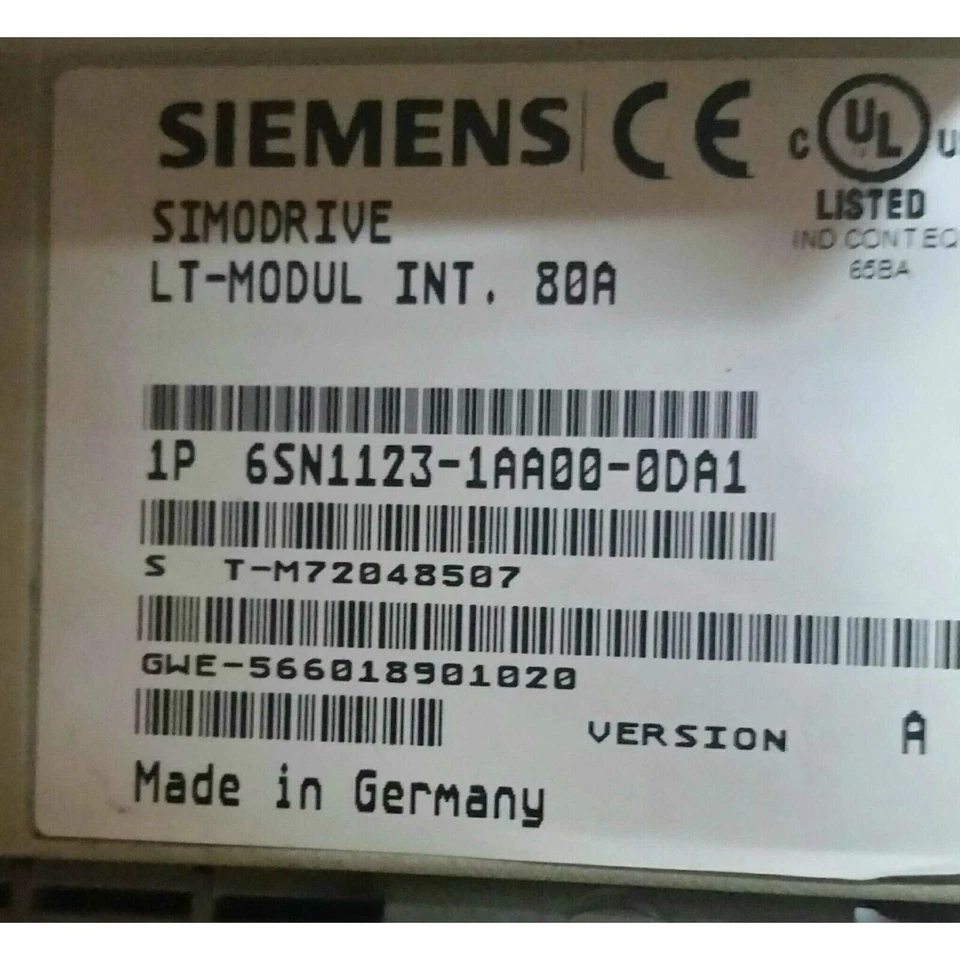 SIEMENS CE
C UL U
LISTED
IND CONT.EQ
65BA
SIMODRIVE
LT-MODUL INT. 80A
1P 6SN1123-1AA00-0DA1
S T-M72048507
GWE-566018901020
VERSION A
Made in Germany